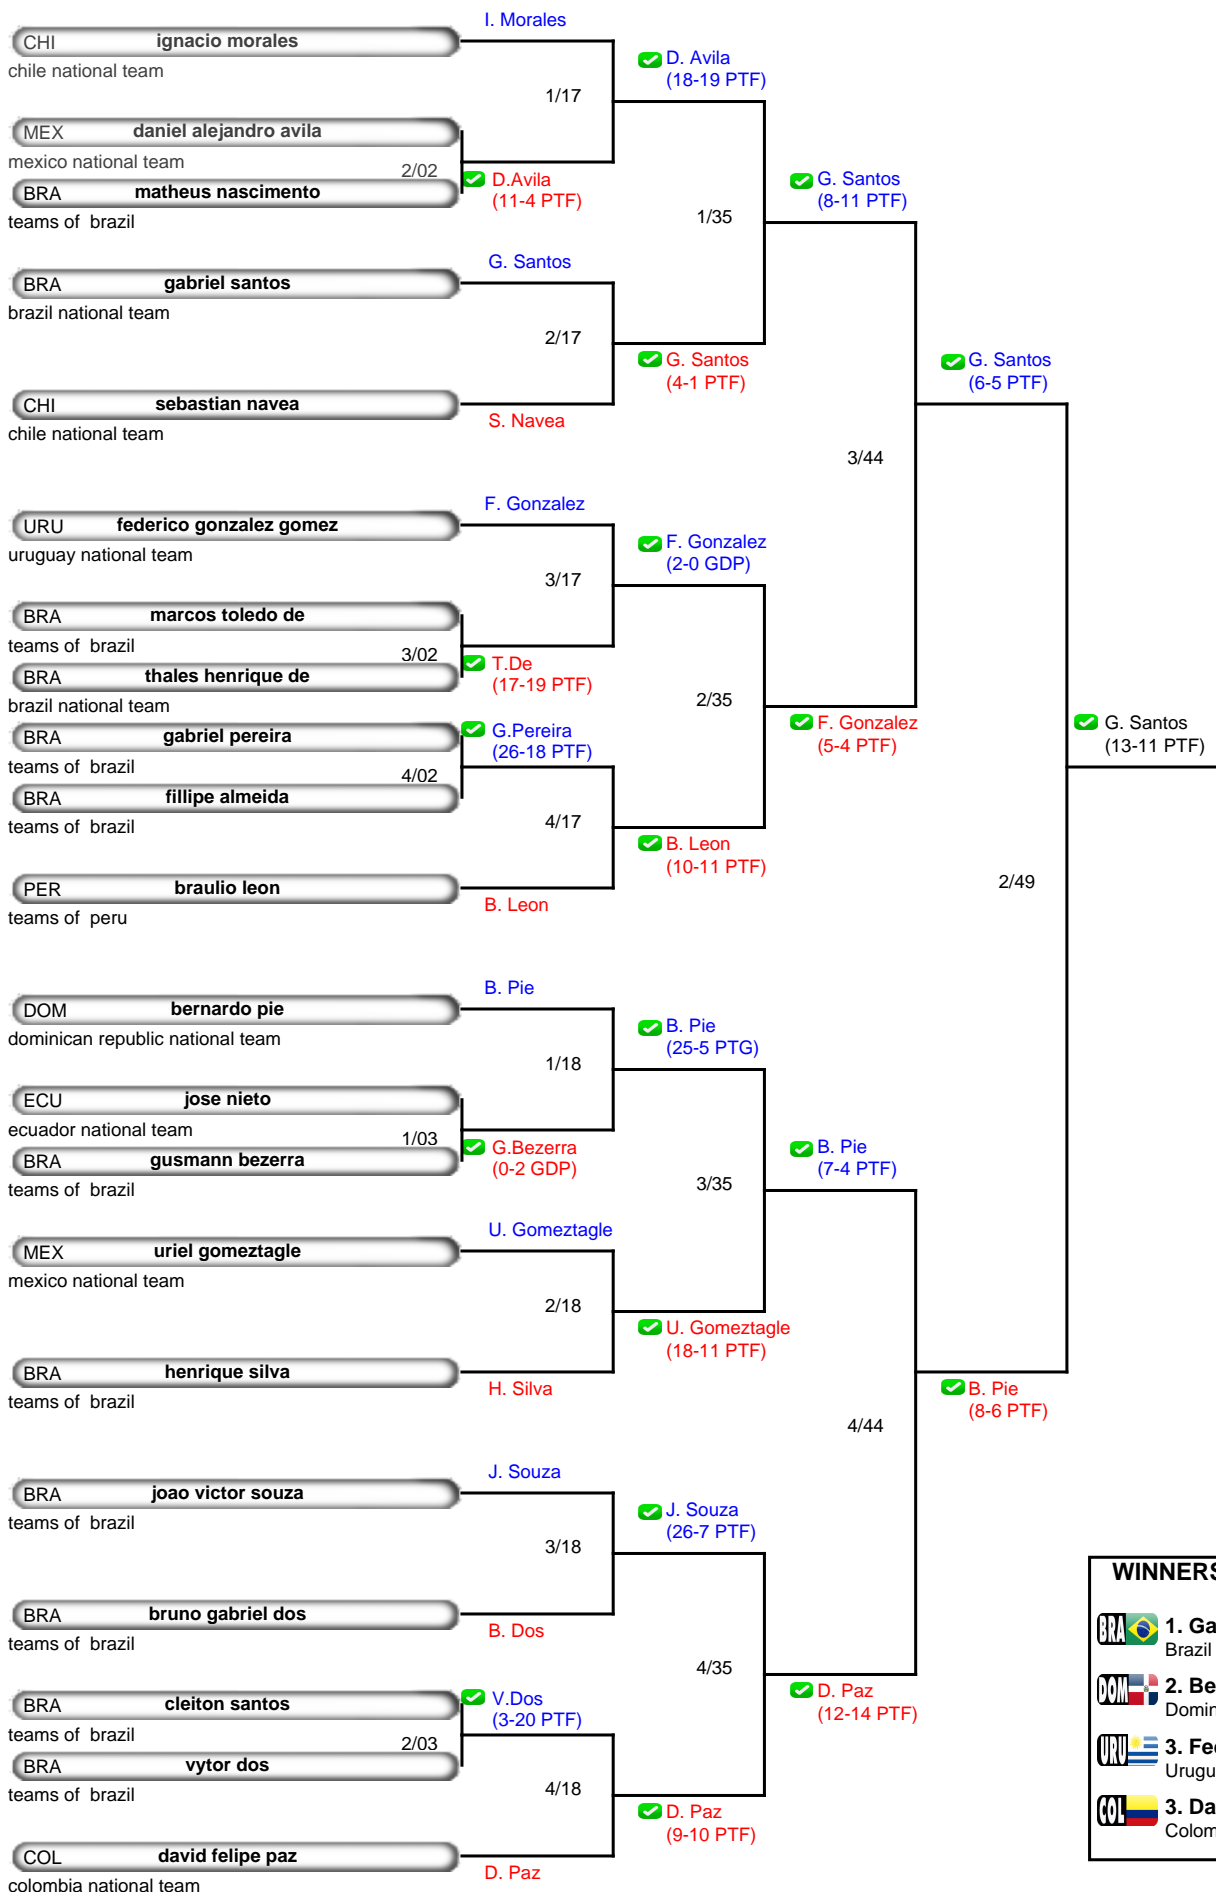 I. Morales
CHI ignacio morales
chile national team
D. Avila
(18-19 PTF)
1/17
MEX daniel alejandro avila
mexico national team
2/02
D.Avila
(11-4 PTF)
BRA matheus nascimento
teams of brazil
G. Santos
(8-11 PTF)
1/35
G. Santos
BRA gabriel santos
brazil national team
2/17
G. Santos
(4-1 PTF)
G. Santos
(6-5 PTF)
CHI sebastian navea
S. Navea
chile national team
3/44
F. Gonzalez
URU federico gonzalez gomez
uruguay national team
F. Gonzalez
(2-0 GDP)
3/17
BRA marcos toledo de
teams of brazil
3/02
T.De
(17-19 PTF)
BRA thales henrique de
brazil national team
2/35
G.Pereira
(26-18 PTF)
BRA gabriel pereira
teams of brazil
F. Gonzalez
(5-4 PTF)
G. Santos
(13-11 PTF)
4/02
BRA fillipe almeida
teams of brazil
4/17
B. Leon
(10-11 PTF)
PER braulio leon
B. Leon
teams of peru
2/49
B. Pie
DOM bernardo pie
dominican republic national team
B. Pie
(25-5 PTG)
1/18
ECU jose nieto
ecuador national team
1/03
G.Bezerra
(0-2 GDP)
BRA gusmann bezerra
teams of brazil
B. Pie
(7-4 PTF)
3/35
U. Gomeztagle
MEX uriel gomeztagle
mexico national team
2/18
U. Gomeztagle
(18-11 PTF)
BRA henrique silva
H. Silva
teams of brazil
B. Pie
(8-6 PTF)
4/44
J. Souza
BRA joao victor souza
teams of brazil
J. Souza
(26-7 PTF)
3/18
BRA bruno gabriel dos
B. Dos
teams of brazil
4/35
V.Dos
(3-20 PTF)
BRA cleiton santos
teams of brazil
D. Paz
(12-14 PTF)
2/03
BRA vytor dos
teams of brazil
4/18
D. Paz
(9-10 PTF)
COL david felipe paz
D. Paz
colombia national team
WINNERS
BRA 1. Ga
Brazil
DOM 2. Be
Domin
URU 3. Fe
Urugu
COL 3. Da
Colom